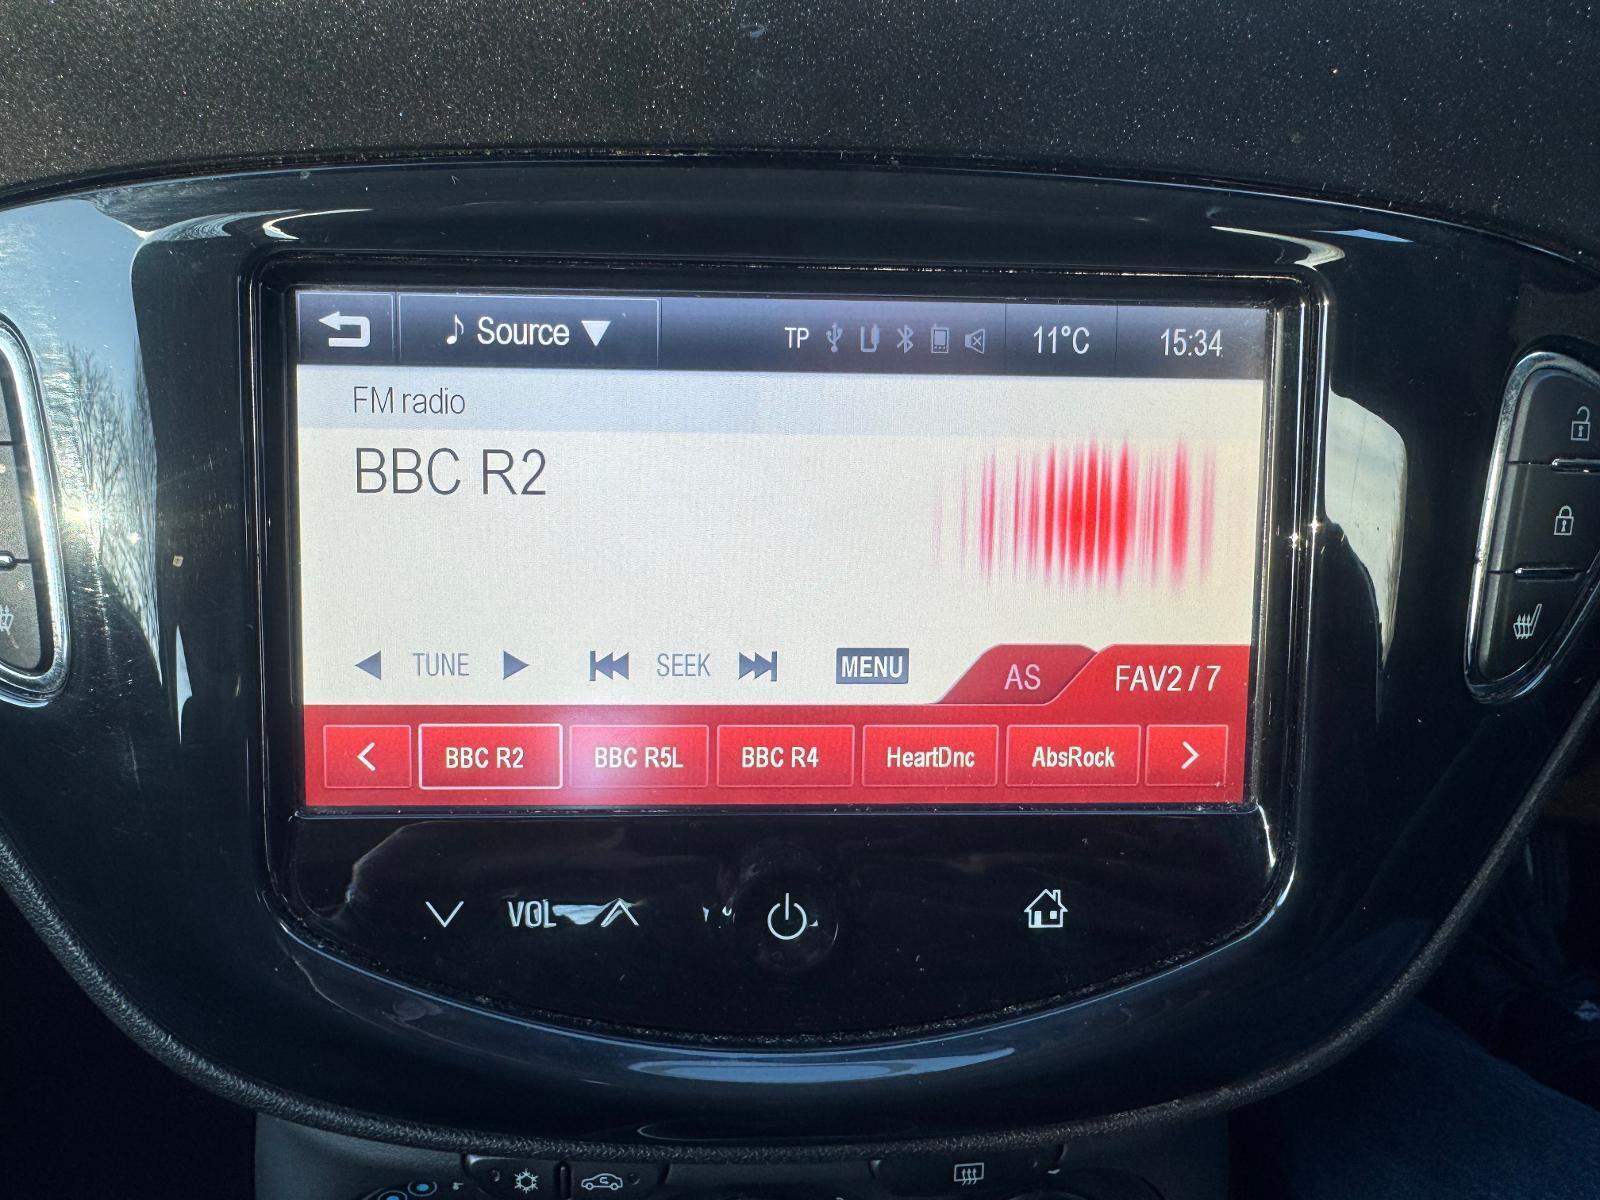 ♪ Source ▼ TP 11°C 15:34
FM radio
BBC R2
◀ TUNE ▶ SEEK MENU AS FAV2 / 7
< BBC R2 BBC R5L BBC R4 HeartDnc AbsRock >
VOL